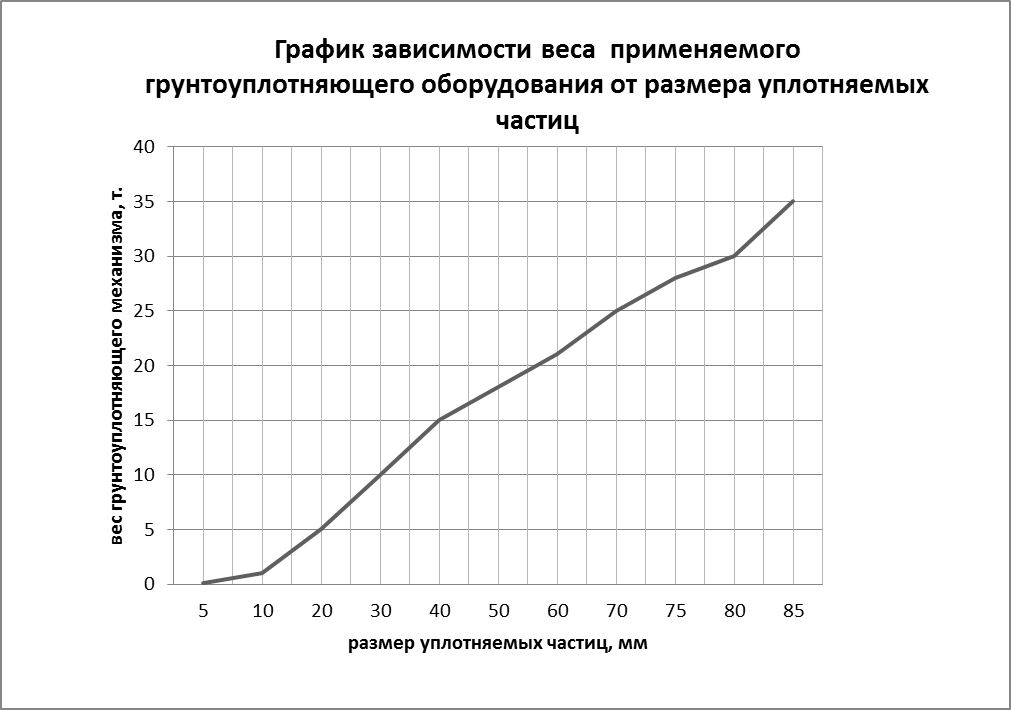 График зависимости веса  применяемого
грунтоуплотняющего оборудования от размера уплотняемых
частиц
вес грунтоуплотняющего механизма, т.
40
35
30
25
20
15
10
5
0
5 10 20 30 40 50 60 70 75 80 85
размер уплотняемых частиц, мм